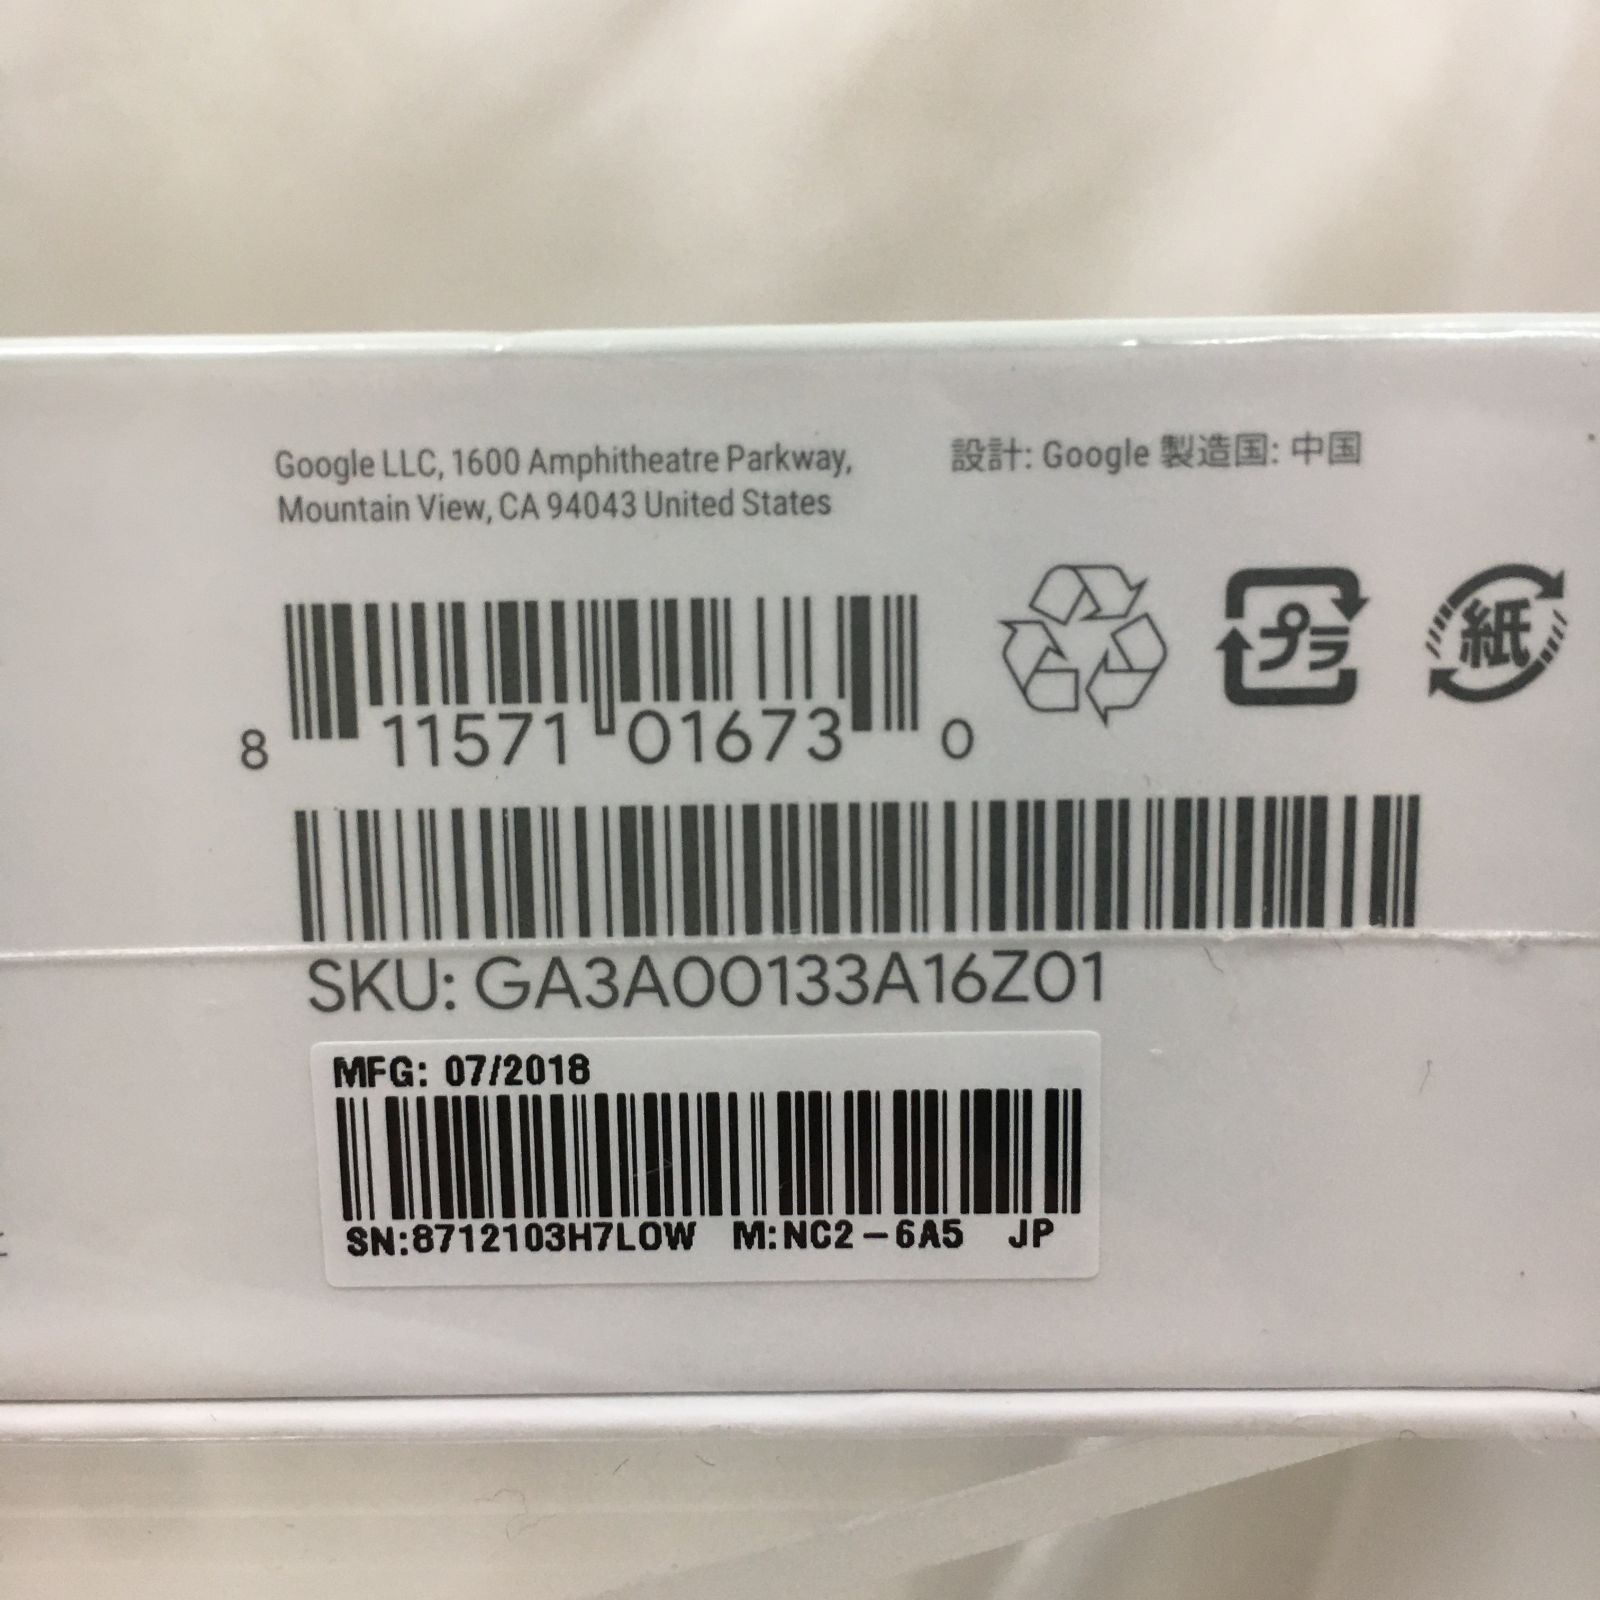 Google LLC, 1600 Amphitheatre Parkway,
Mountain View, CA 94043 United States
設計: Google 製造国: 中国
プラ
紙
8 11571 01673 0
SKU: GA3A00133A16Z01
MFG: 07/2018
SN:8712103H7L0W M:NC2-6A5 JP